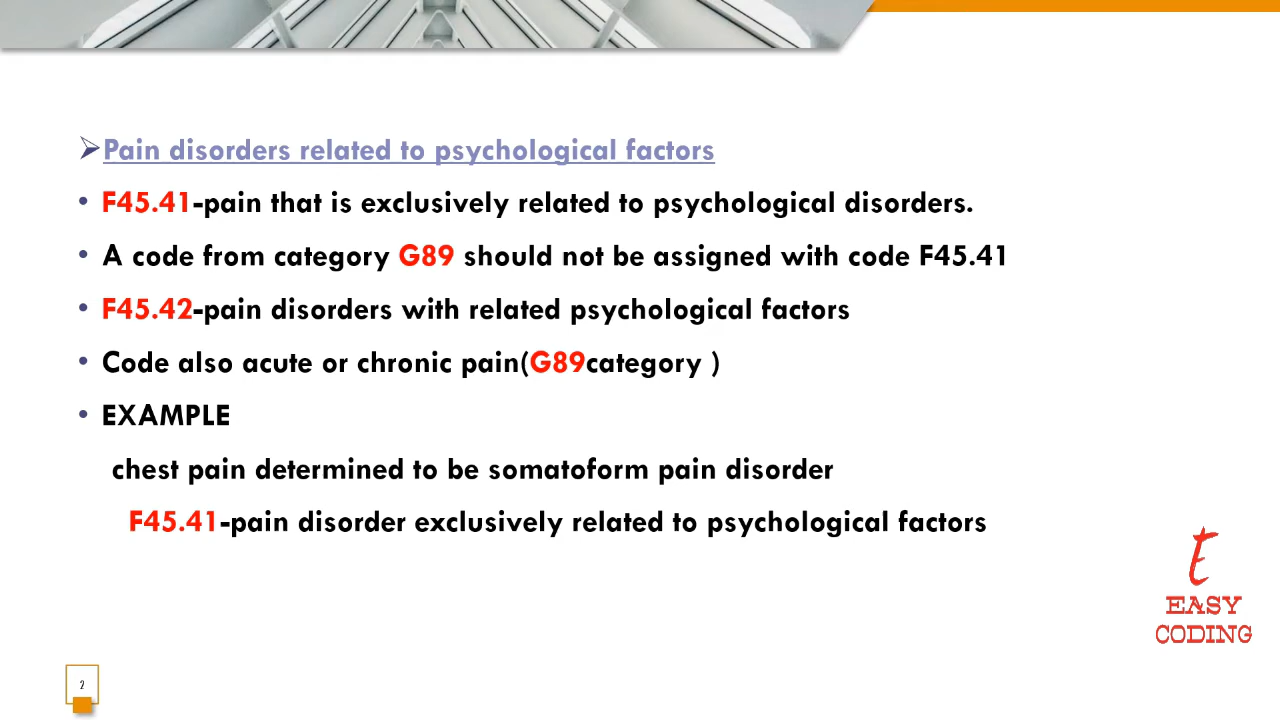 Pain disorders related to psychological factors
F45.41-pain that is exclusively related to psychological disorders.
A code from category G89 should not be assigned with code F45.41
F45.42-pain disorders with related psychological factors
Code also acute or chronic pain(G89category )
EXAMPLE
chest pain determined to be somatoform pain disorder
F45.41-pain disorder exclusively related to psychological factors
t
EASY
CODING
2